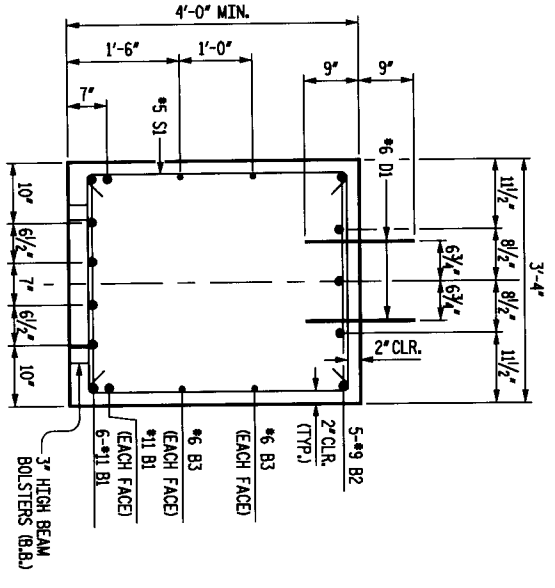 4'-0" MIN.
1'-6"
1'-0"
9"
9"
7"
#5 S1
#6 D1
10"
6½"
7"
6½"
10"
11½"
8½"
8½"
11½"
3'-4"
6¾"
6¾"
2" CLR.
5-#9 B2
2" CLR.
(TYP.)
#6 B3
(EACH FACE)
#6 B3
(EACH FACE)
#11 B1
(EACH FACE)
6-#11 B1
3" HIGH BEAM
BOLSTERS (B.B.)